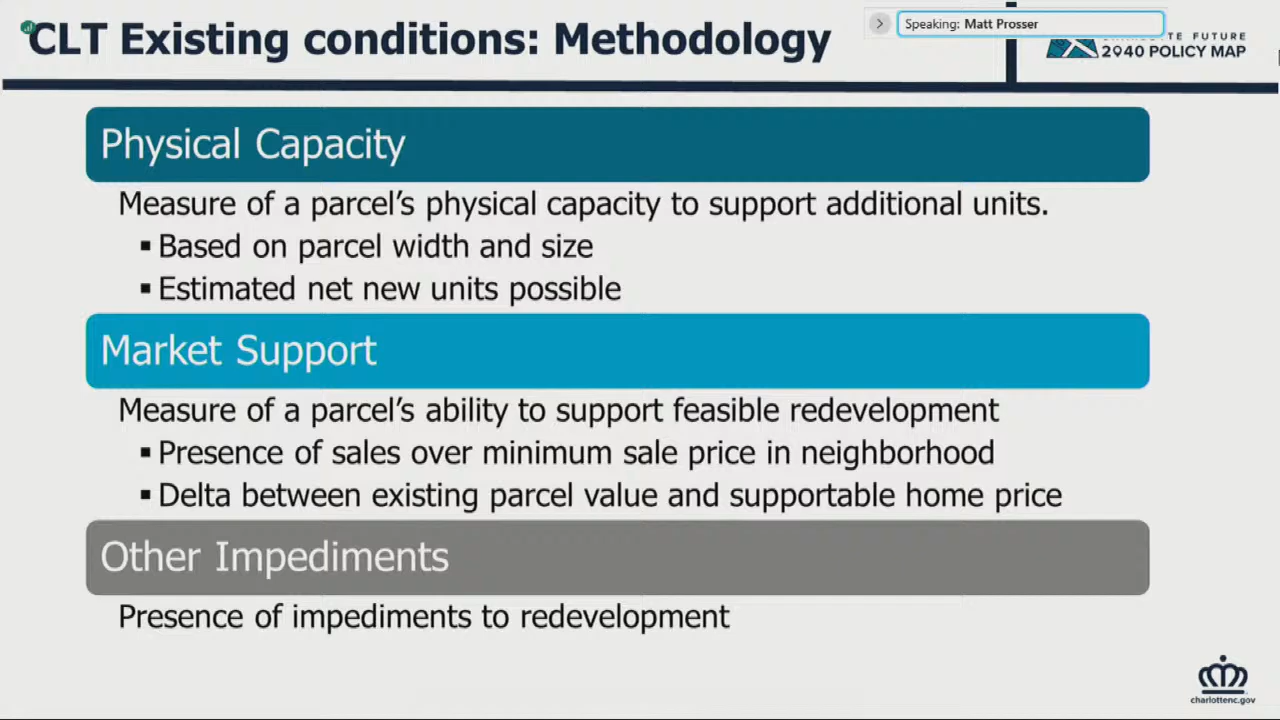 CLT Existing conditions: Methodology
Speaking: Matt Prosser
FUTURE
2040 POLICY MAP
Physical Capacity
Measure of a parcel’s physical capacity to support additional units.
▪ Based on parcel width and size
▪ Estimated net new units possible
Market Support
Measure of a parcel’s ability to support feasible redevelopment
▪ Presence of sales over minimum sale price in neighborhood
▪ Delta between existing parcel value and supportable home price
Other Impediments
Presence of impediments to redevelopment
charlottenc.gov